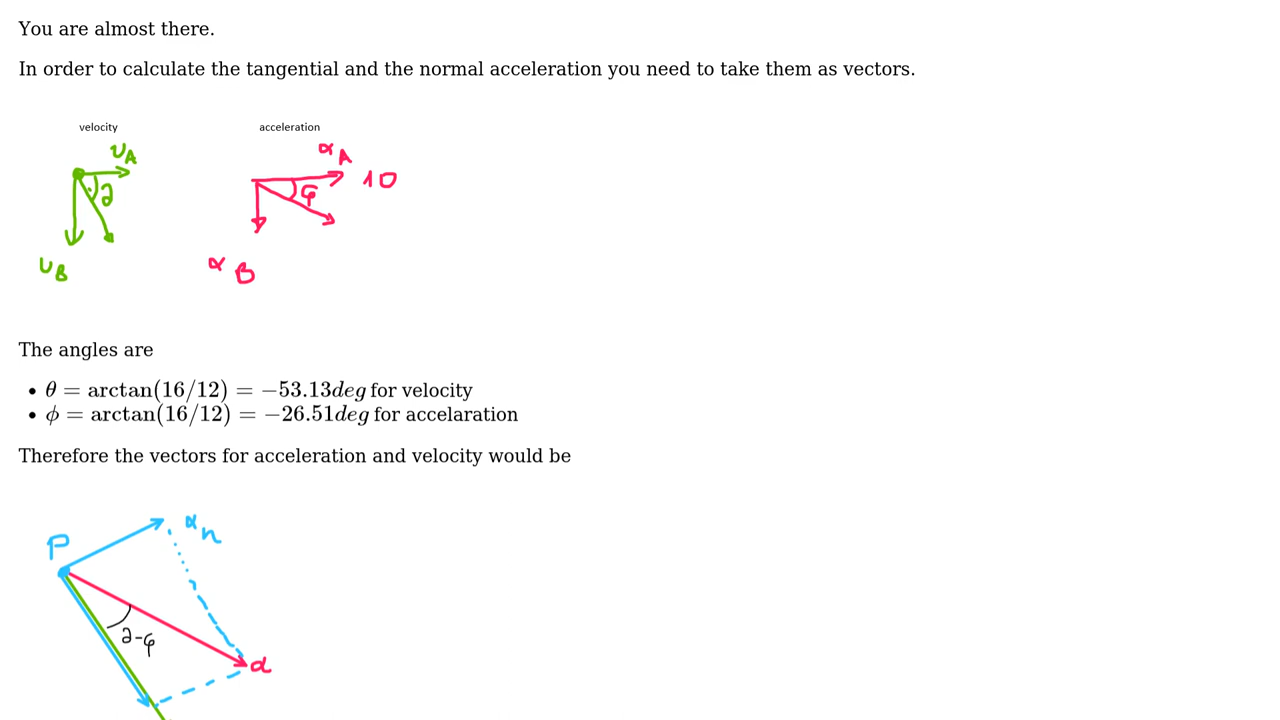 You are almost there.
In order to calculate the tangential and the normal acceleration you need to take them as vectors.
velocity acceleration
υA αA
10
∂ φ
υB αB
The angles are
• θ = arctan(16/12) = −53.13deg for velocity
• ϕ = arctan(16/12) = −26.51deg for accelaration
Therefore the vectors for acceleration and velocity would be
αn
P
∂-φ
α